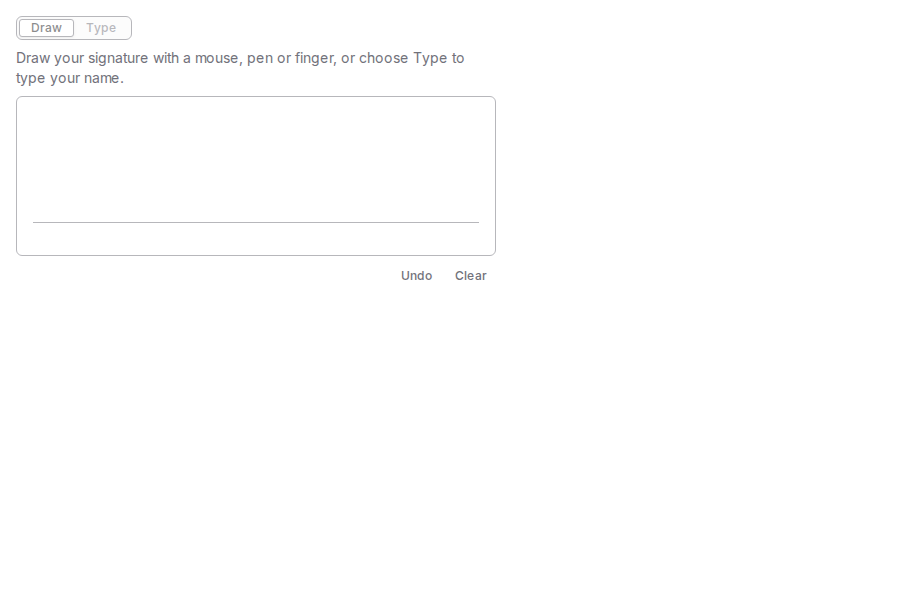 Draw Type
Draw your signature with a mouse, pen or finger, or choose Type to
type your name.
Undo Clear